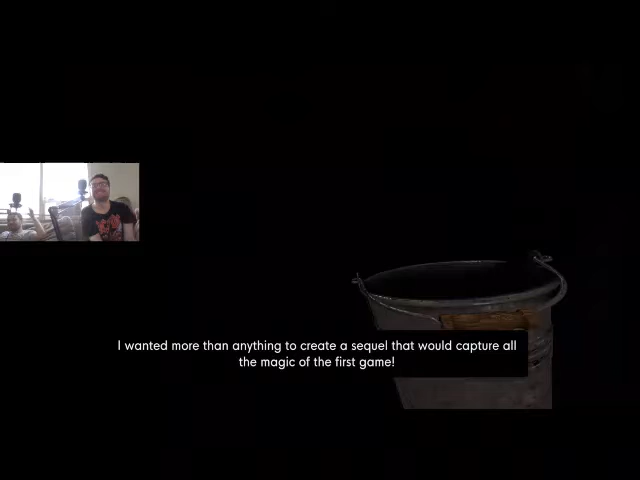 I wanted more than anything to create a sequel that would capture all
the magic of the first game!